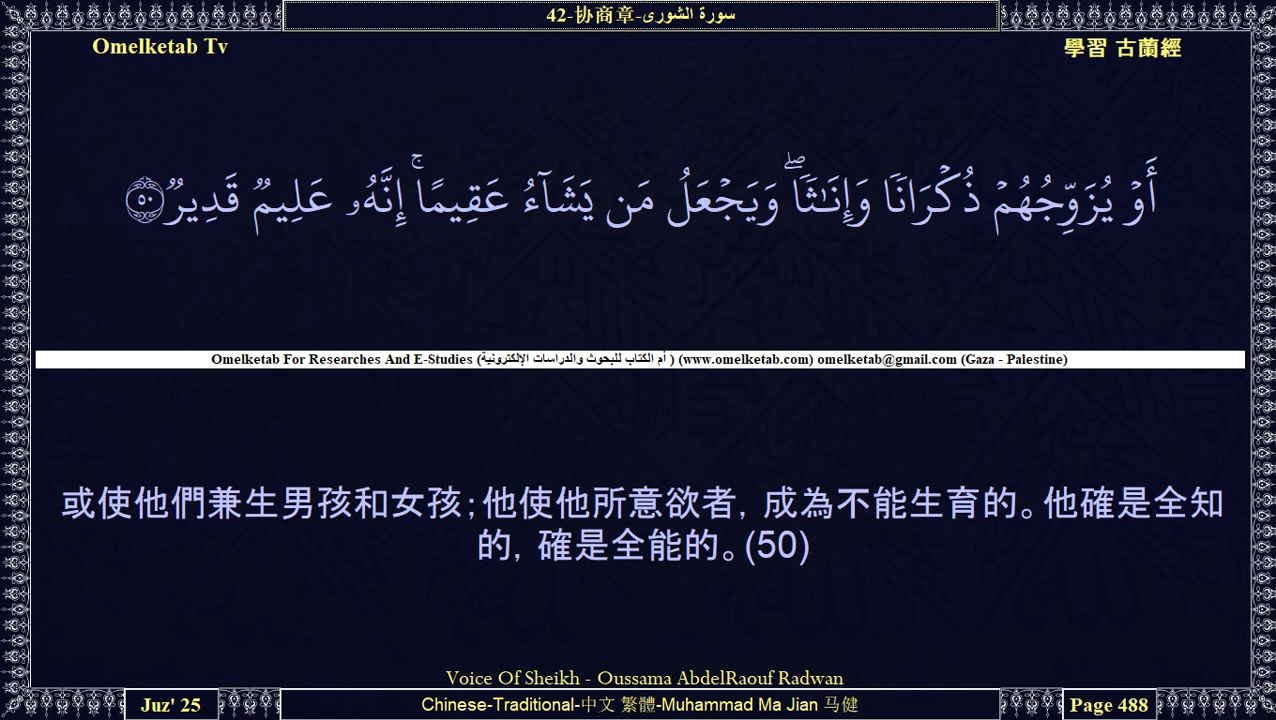 42-协商章-سورة الشورى
Omelketab Tv
學習 古蘭經
أَوۡ يُزَوِّجُهُمۡ ذُكۡرَانٗا وَإِنَٰثٗاۖ وَيَجۡعَلُ مَن يَشَآءُ عَقِيمًاۚ إِنَّهُۥ عَلِيمٞ قَدِيرٞ ٥٠
Omelketab For Researches And E-Studies (أم الكتاب للبحوث والدراسات الإلكترونية ) (www.omelketab.com) omelketab@gmail.com (Gaza - Palestine)
或使他們兼生男孩和女孩;他使他所意欲者，成為不能生育的。他確是全知
的，確是全能的。(50)
Voice Of Sheikh - Oussama AbdelRaouf Radwan
Juz' 25
Chinese-Traditional-中文 繁體-Muhammad Ma Jian 马健
Page 488